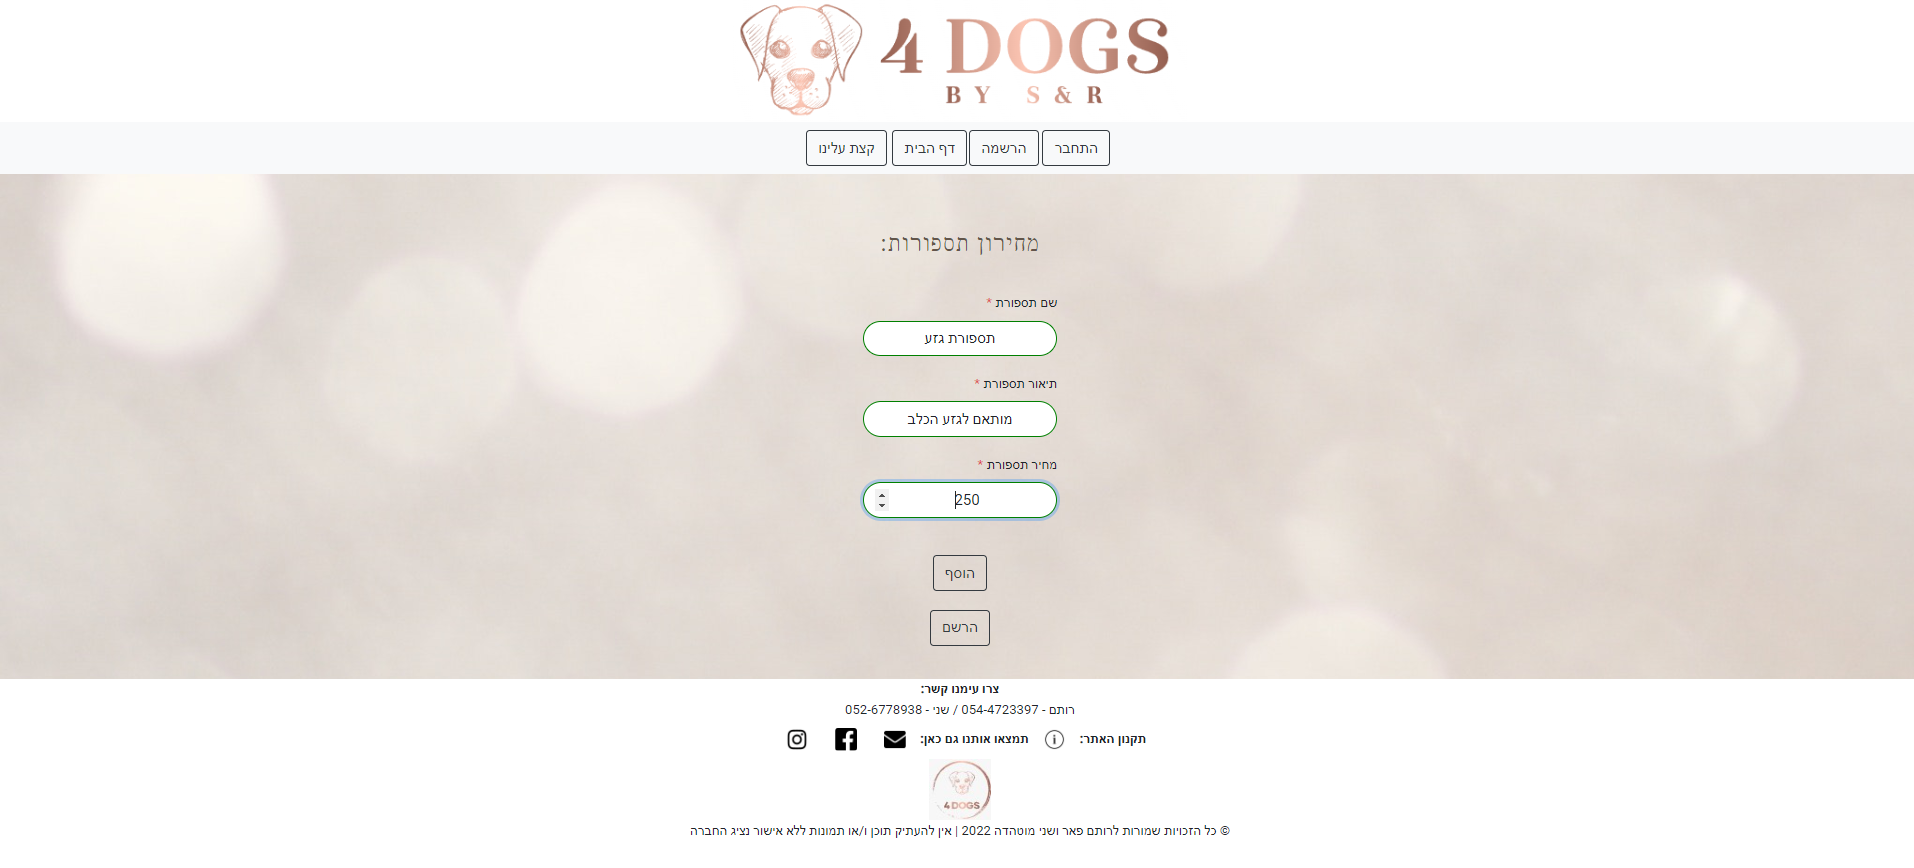 4 DOGS
BY S&R
התחבר הרשמה דף הבית קצת עלינו
מחירון תספורות:
שם תספורת *
תספורת גזע
תיאור תספורת *
מותאם לגזע הכלב
מחיר תספורת *
250
הוסף
הרשם
צרו עימנו קשר:
רותם - 054-4723397 / שני - 052-6778938
תקנון האתר: תמצאו אותנו גם כאן:
4 DOGS
© כל הזכויות שמורות לרותם פאר ושני מוטהדה 2022 | אין להעתיק תוכן ו/או תמונות ללא אישור נציג החברה